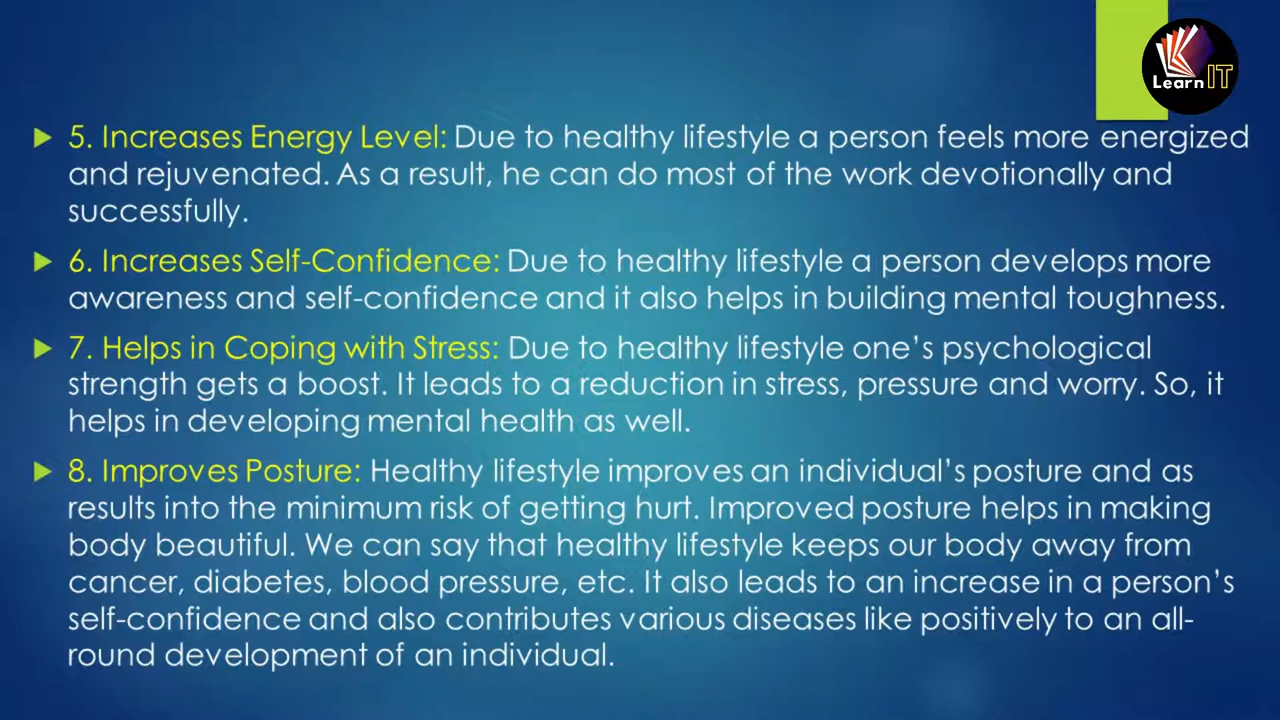 Learn IT
5. Increases Energy Level: Due to healthy lifestyle a person feels more energized
and rejuvenated. As a result, he can do most of the work devotionally and
successfully.
6. Increases Self-Confidence: Due to healthy lifestyle a person develops more
awareness and self-confidence and it also helps in building mental toughness.
7. Helps in Coping with Stress: Due to healthy lifestyle one's psychological
strength gets a boost. It leads to a reduction in stress, pressure and worry. So, it
helps in developing mental health as well.
8. Improves Posture: Healthy lifestyle improves an individual's posture and as
results into the minimum risk of getting hurt. Improved posture helps in making
body beautiful. We can say that healthy lifestyle keeps our body away from
cancer, diabetes, blood pressure, etc. It also leads to an increase in a person's
self-confidence and also contributes various diseases like positively to an all-
round development of an individual.